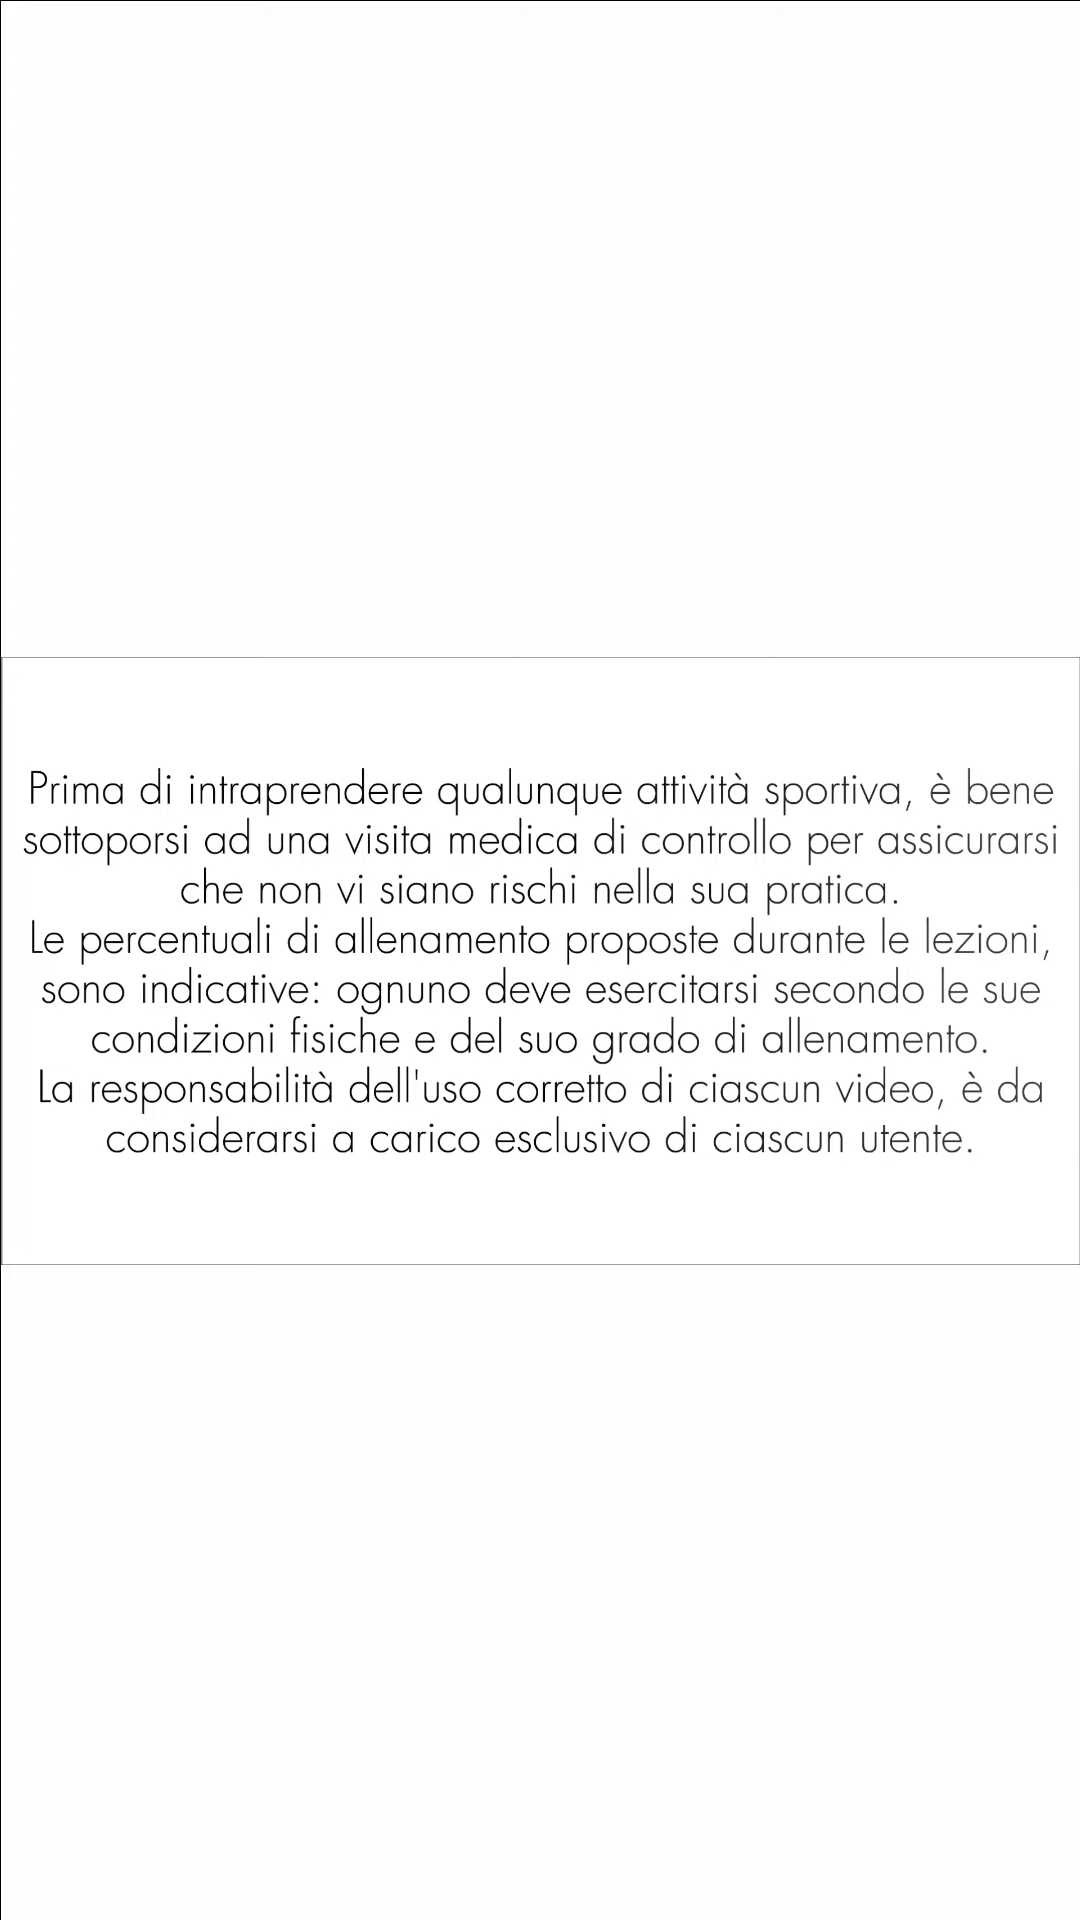 Prima di intraprendere qualunque attività sportiva, è bene
sottoporsi ad una visita medica di controllo per assicurarsi
che non vi siano rischi nella sua pratica.
Le percentuali di allenamento proposte durante le lezioni,
sono indicative: ognuno deve esercitarsi secondo le sue
condizioni fisiche e del suo grado di allenamento.
La responsabilità dell'uso corretto di ciascun video, è da
considerarsi a carico esclusivo di ciascun utente.